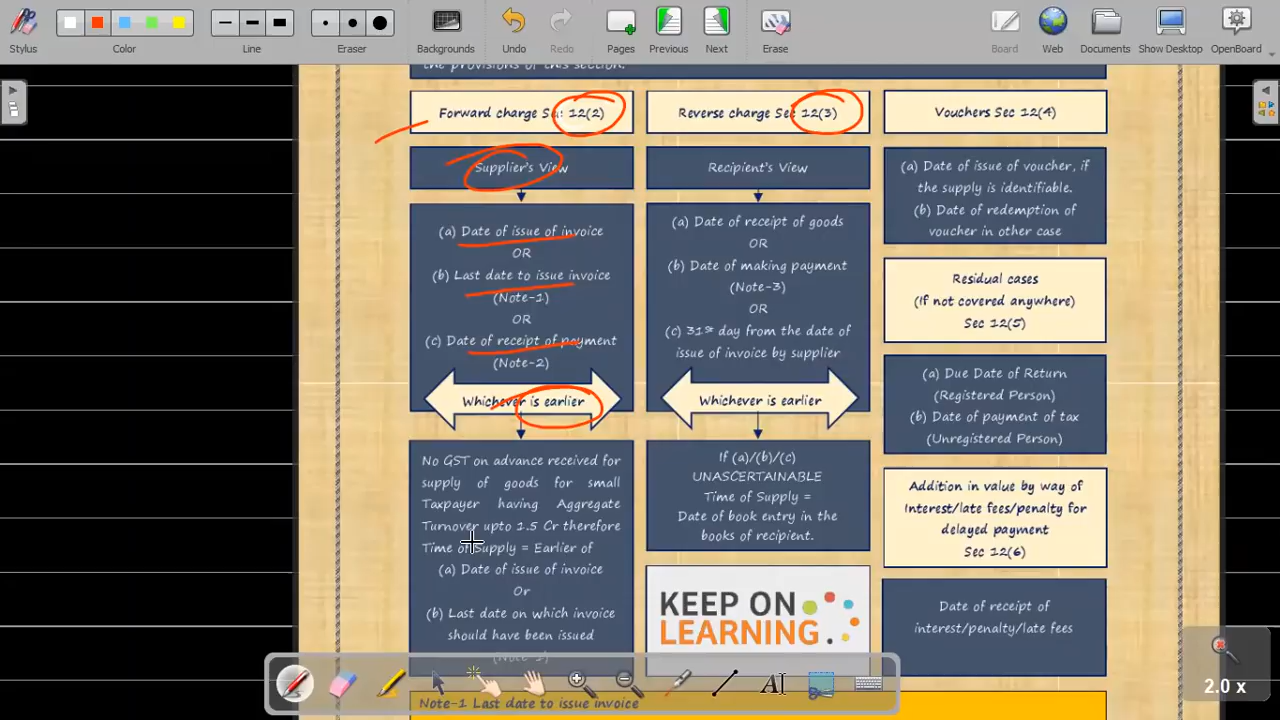 Stylus
Color
Line
Eraser
Backgrounds
Undo
Redo
Pages
Previous
Next
Erase
Board
Web
Documents
Show Desktop
OpenBoard
the provisions of this section.
Forward charge Sec 12(2)
Supplier's View
(a) Date of issue of invoice
OR
(b) Last date to issue invoice
(Note-1)
OR
(c) Date of receipt of payment
(Note-2)
Whichever is earlier
No GST on advance received for
supply of goods for small
Taxpayer having Aggregate
Turnover upto 1.5 Cr therefore
Time of Supply = Earlier of
(a) Date of issue of invoice
Or
(b) Last date on which invoice
should have been issued
(Note-1)
Reverse charge Sec 12(3)
Recipient's View
(a) Date of receipt of goods
OR
(b) Date of making payment
(Note-3)
OR
(c) 31st day from the date of
issue of invoice by supplier
Whichever is earlier
If (a)/(b)/(c)
UNASCERTAINABLE
Time of Supply =
Date of book entry in the
books of recipient.
KEEP ON
LEARNING
Vouchers Sec 12(4)
(a) Date of issue of voucher, if
the supply is identifiable.
(b) Date of redemption of
voucher in other case
Residual cases
(If not covered anywhere)
Sec 12(5)
(a) Due Date of Return
(Registered Person)
(b) Date of payment of tax
(Unregistered Person)
Addition in value by way of
Interest/late fees/penalty for
delayed payment
Sec 12(6)
Date of receipt of
interest/penalty/late fees
Note-1 Last date to issue invoice
AI
2.0 x